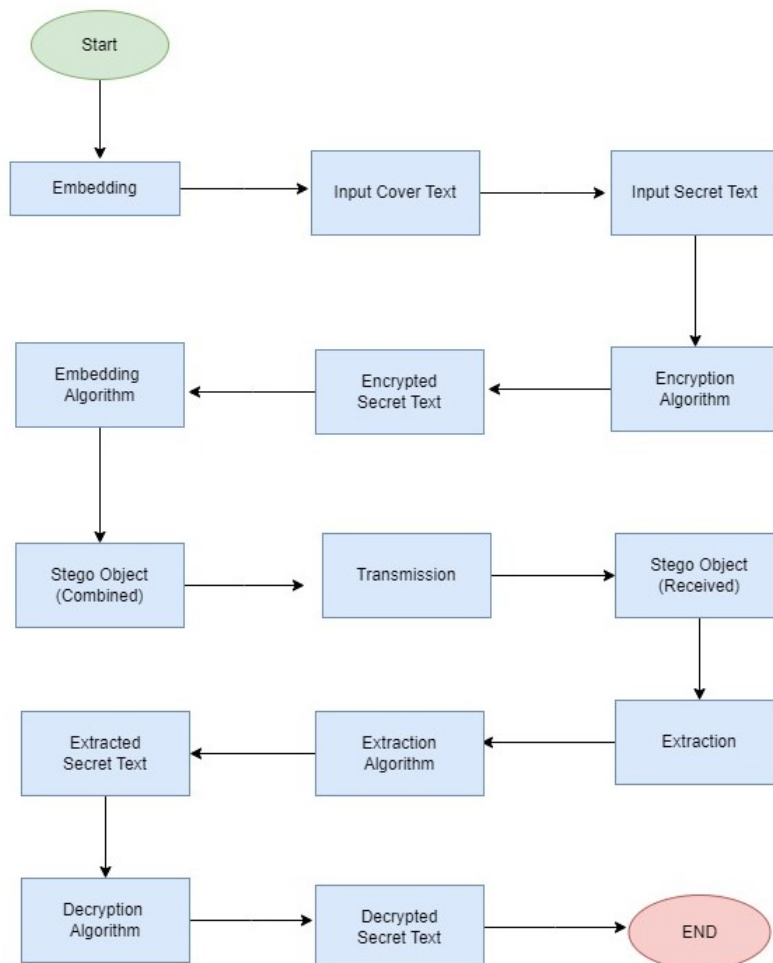 Start
Embedding
Input Cover Text
Input Secret Text
Embedding
Algorithm
Encrypted
Secret Text
Encryption
Algorithm
Stego Object
(Combined)
Transmission
Stego Object
(Received)
Extracted
Secret Text
Extraction
Algorithm
Extraction
Decryption
Algorithm
Decrypted
Secret Text
END